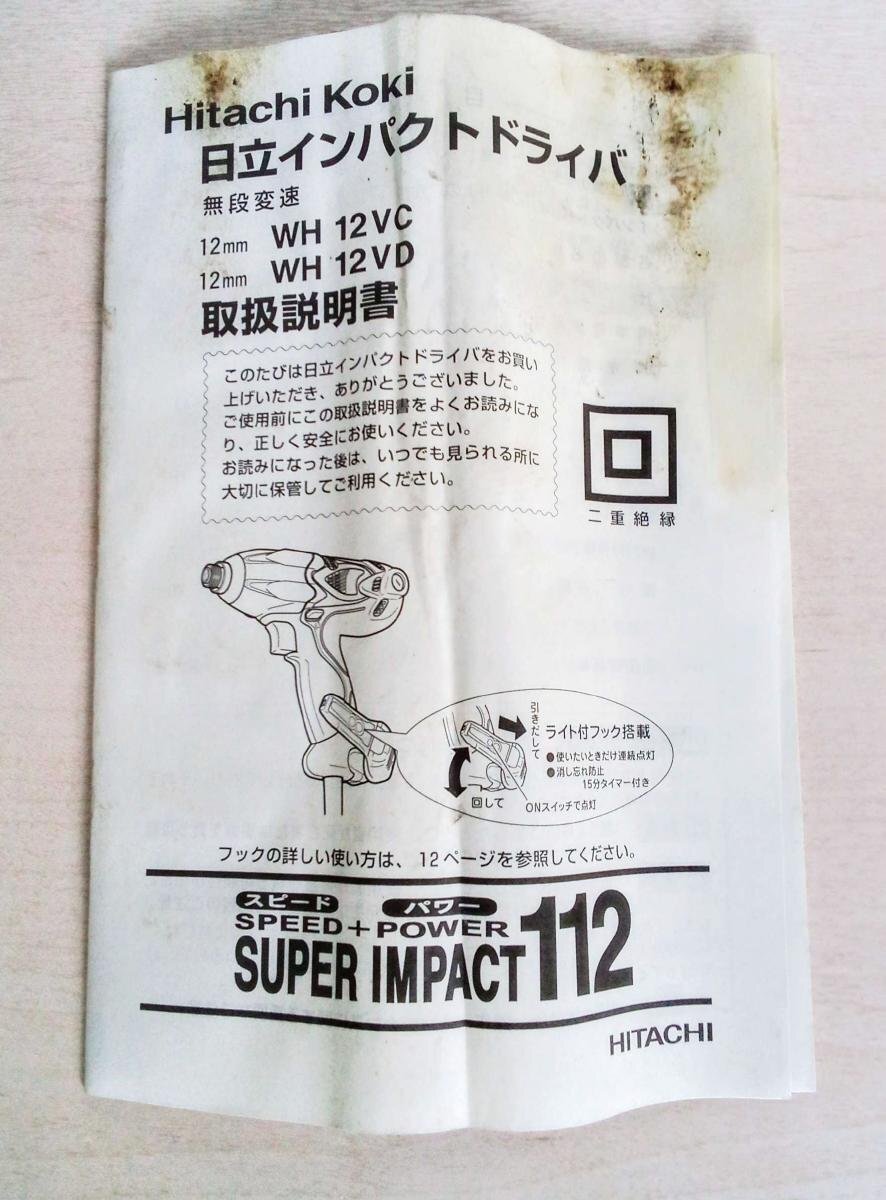 Hitachi Koki
日立インパクトドライバ
無段変速
12mm WH 12VC
12mm WH 12VD
取扱説明書
このたびは日立インパクトドライバをお買い
上げいただき、ありがとうございました。
ご使用前にこの取扱説明書をよくお読みにな
り、正しく安全にお使いください。
お読みになった後は、いつでも見られる所に
大切に保管してご利用ください。
二重絶縁
引きだして
ライト付フック搭載
●使いたいときだけ連続点灯
●消し忘れ防止
15分タイマー付き
回して
ONスイッチで点灯
フックの詳しい使い方は、12ページを参照してください。
スピード パワー
SPEED+POWER
SUPER IMPACT 112
HITACHI